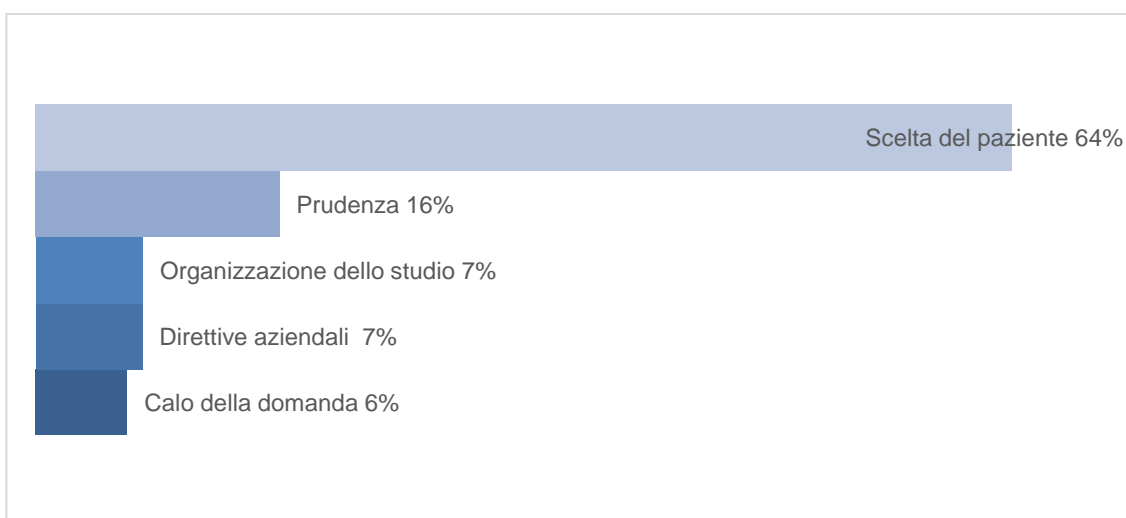 Scelta del paziente 64%
Prudenza 16%
Organizzazione dello studio 7%
Direttive aziendali  7%
Calo della domanda 6%